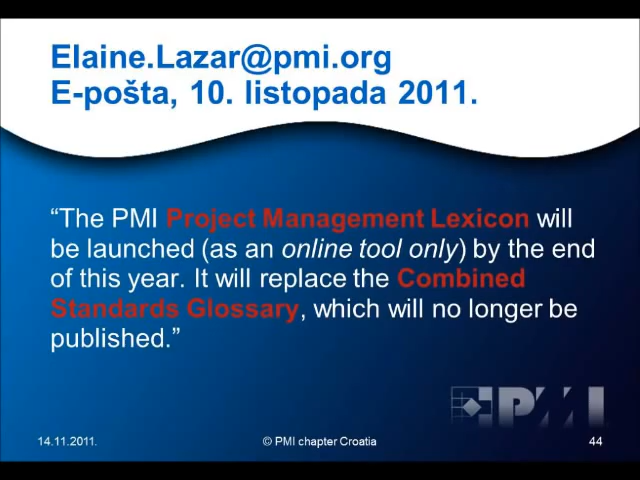 Elaine.Lazar@pmi.org
E-pošta, 10. listopada 2011.
“The PMI Project Management Lexicon will
be launched (as an online tool only) by the end
of this year. It will replace the Combined
Standards Glossary, which will no longer be
published.”
PMI
14.11.2011.
© PMI chapter Croatia
44